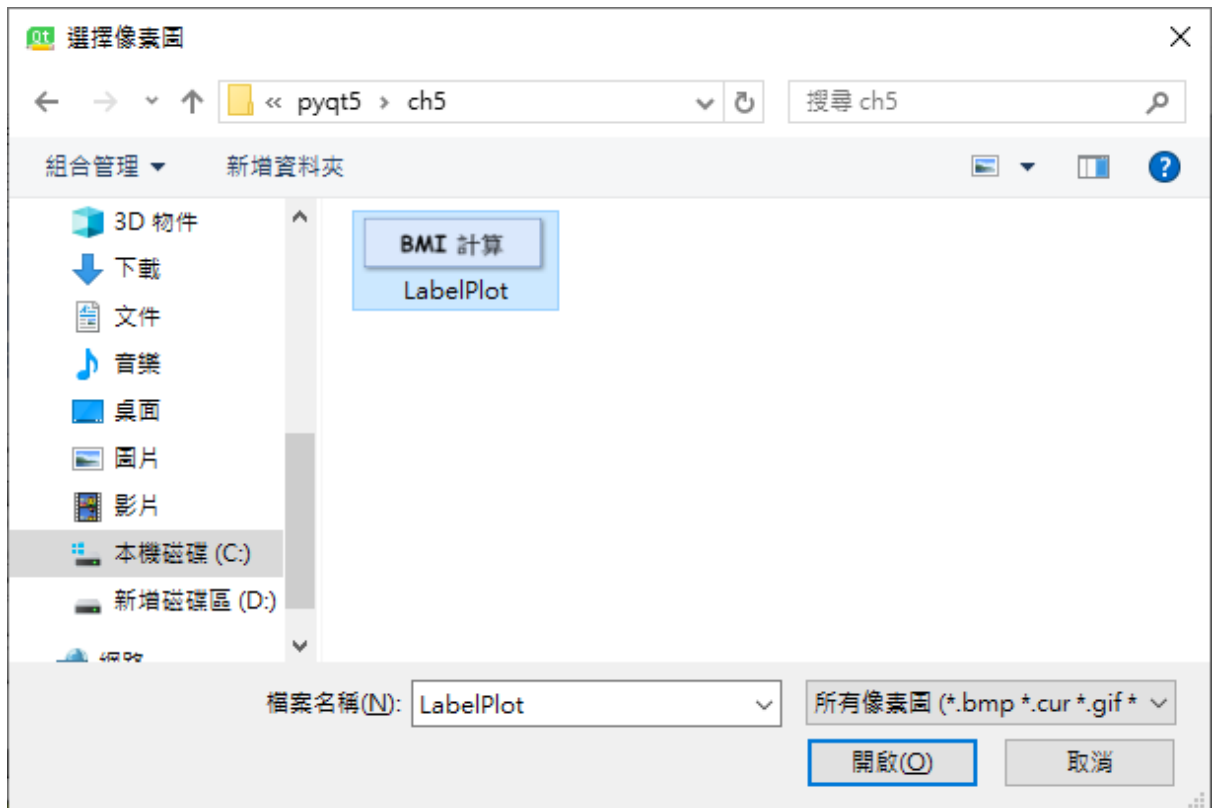 Qt 選擇像素圖
« pyqt5 › ch5
搜尋 ch5
組合管理
新增資料夾
?
3D 物件
下載
文件
音樂
桌面
圖片
影片
本機磁碟 (C:)
新增磁碟區 (D:)
網路
BMI 計算
LabelPlot
檔案名稱(N):
LabelPlot
所有像素圖 (*.bmp *.cur *.gif *
開啟(O)
取消